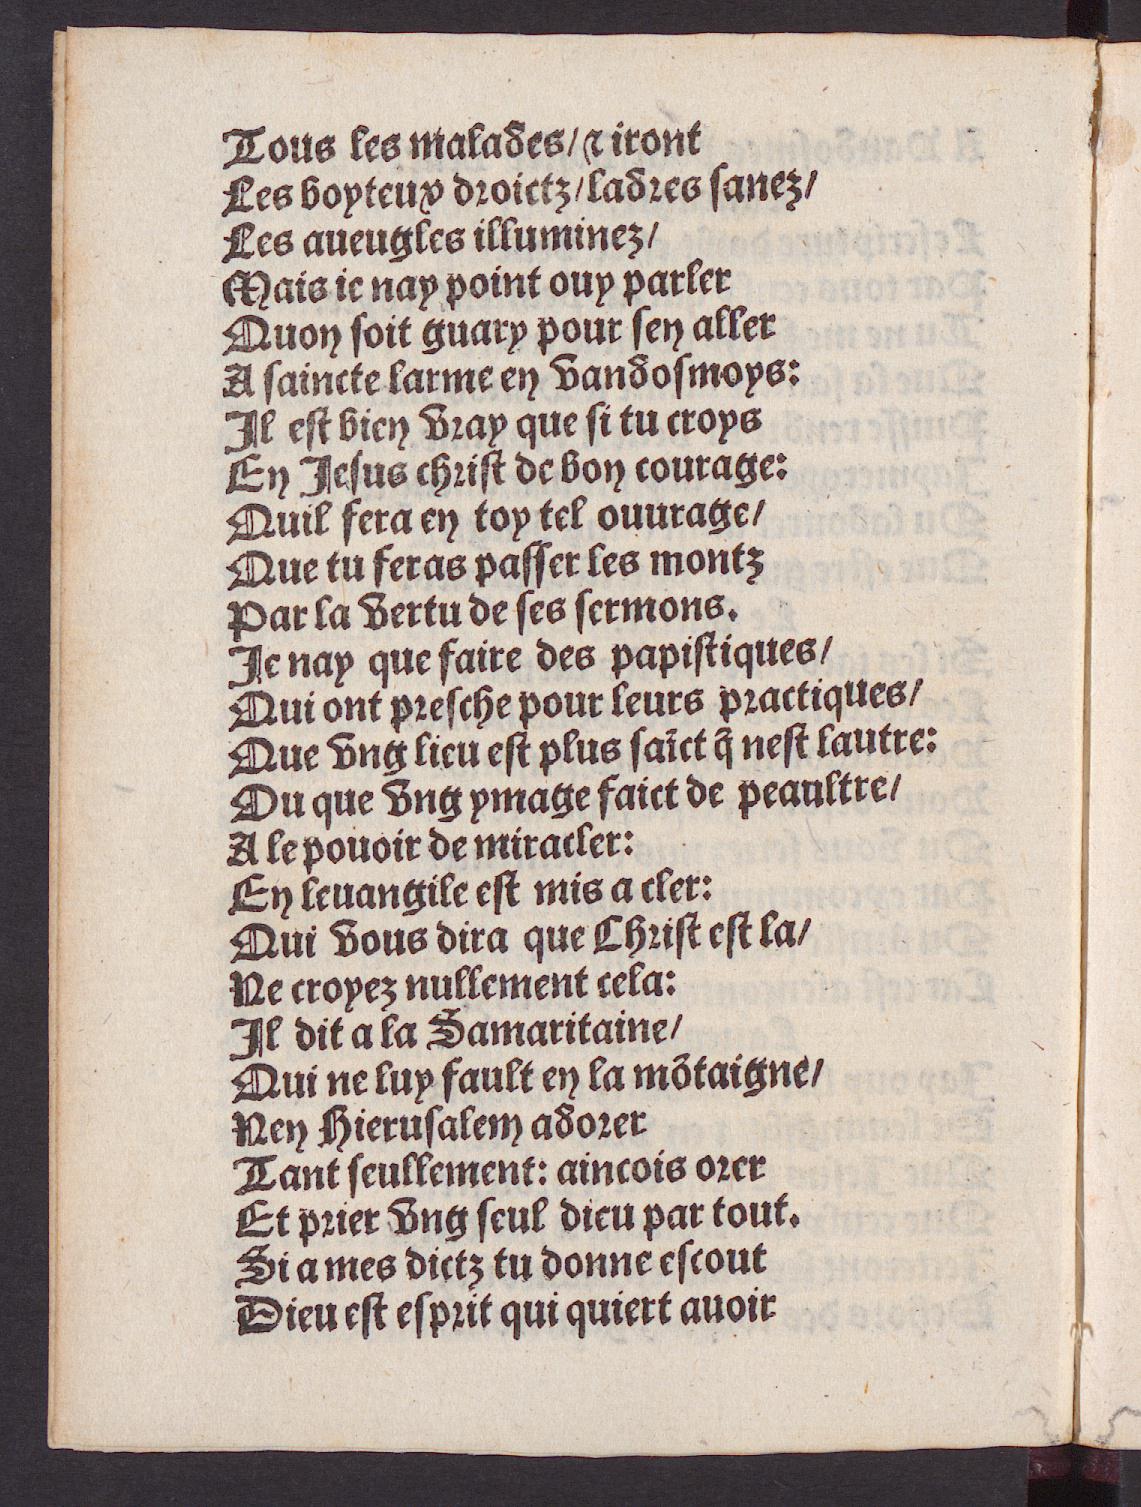 Tous les malades/ ⁊ iront
Les boyteux droictz/ ladres sanez/
Les aueugles illuminez/
Mais ie nay point ouy parler
Quon soit guary pour sen aller
A saincte larme en vandosmoys:
Il est bien vray que si tu croys
En Jesus christ de bon courage:
Quil fera en toy tel ouurage/
Que tu feras passer les montz
Par la vertu de ses sermons.
Je nay que faire des papistiques/
Qui ont presche pour leurs practiques/
Que vng lieu est plus saīct q̃ nest lautre:
Ou que vng ymage faict de peaultre/
A le pouoir de miracler:
En leuangile est mis a cler:
Qui vous dira que Christ est la/
Ne croyez nullement cela:
Il dit a la Samaritaine/
Qui ne luy fault en la mõtaigne/
Nen Hierusalem adorer
Tant seullement: aincois orer
Et prier vng seul dieu par tout.
Si a mes dictz tu donne escout
Dieu est esprit qui quiert auoir